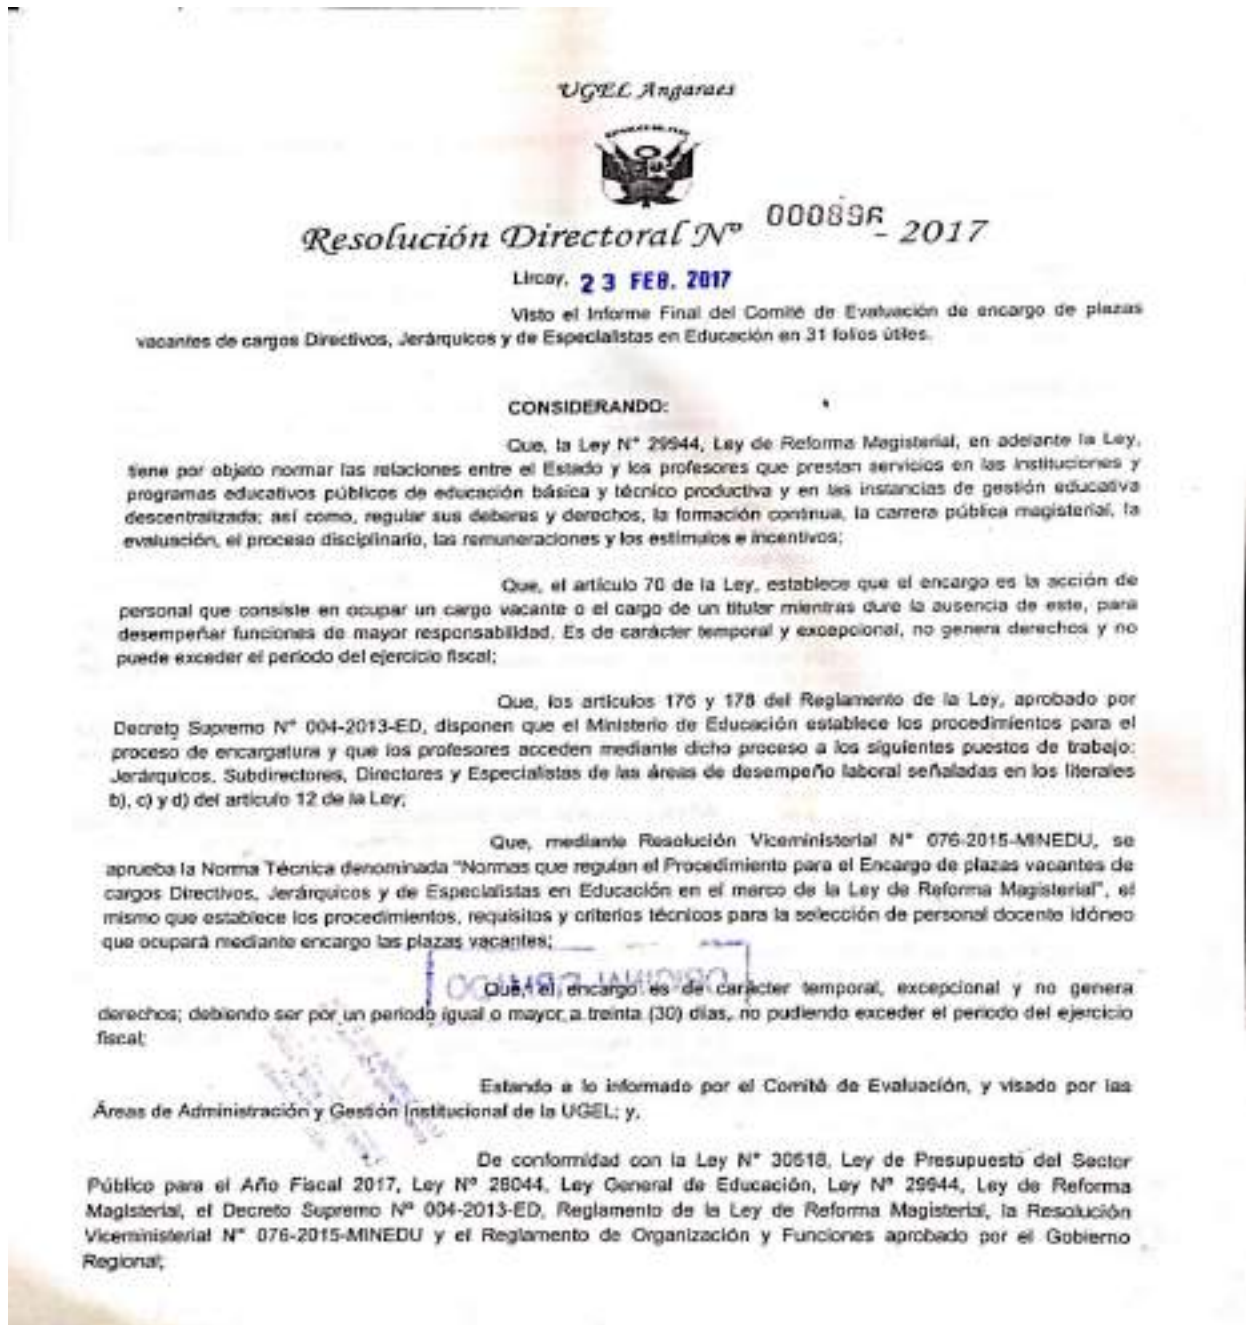 UGEL Angaraes
Resolución Directoral Nº 000896 - 2017
Lircay, 23 FEB. 2017
Visto el Informe Final del Comité de Evaluación de encargo de plazas
vacantes de cargos Directivos, Jerárquicos y de Especialistas en Educación en 31 folios útiles.
CONSIDERANDO:
Que, la Ley N° 29944, Ley de Reforma Magisterial, en adelante la Ley,
tiene por objeto normar las relaciones entre el Estado y los profesores que prestan servicios en las instituciones y
programas educativos públicos de educación básica y técnico productiva y en las instancias de gestión educativa
descentralizada; así como, regular sus deberes y derechos, la formación continua, la carrera pública magisterial, la
evaluación, el proceso disciplinario, las remuneraciones y los estímulos e incentivos;
Que, el artículo 70 de la Ley, establece que el encargo es la acción de
personal que consiste en ocupar un cargo vacante o el cargo de un titular mientras dure la ausencia de este, para
desempeñar funciones de mayor responsabilidad. Es de carácter temporal y excepcional, no genera derechos y no
puede exceder el periodo del ejercicio fiscal;
Que, los artículos 176 y 178 del Reglamento de la Ley, aprobado por
Decreto Supremo N° 004-2013-ED, disponen que el Ministerio de Educación establece los procedimientos para el
proceso de encargatura y que los profesores acceden mediante dicho proceso a los siguientes puestos de trabajo:
Jerárquicos, Subdirectores, Directores y Especialistas de las áreas de desempeño laboral señaladas en los literales
b), c) y d) del artículo 12 de la Ley;
Que, mediante Resolución Viceministerial N° 076-2015-MINEDU, se
aprueba la Norma Técnica denominada "Normas que regulan el Procedimiento para el Encargo de plazas vacantes de
cargos Directivos, Jerárquicos y de Especialistas en Educación en el marco de la Ley de Reforma Magisterial", el
mismo que establece los procedimientos, requisitos y criterios técnicos para la selección de personal docente idóneo
que ocupará mediante encargo las plazas vacantes;
Que, el encargo es de carácter temporal, excepcional y no genera
derechos; debiendo ser por un periodo igual o mayor a treinta (30) días, no pudiendo exceder el periodo del ejercicio
fiscal;
Estando a lo informado por el Comité de Evaluación, y visado por las
Áreas de Administración y Gestión Institucional de la UGEL; y,
De conformidad con la Ley N° 30518, Ley de Presupuesto del Sector
Público para el Año Fiscal 2017, Ley Nº 28044, Ley General de Educación, Ley Nº 29944, Ley de Reforma
Magisterial, el Decreto Supremo Nº 004-2013-ED, Reglamento de la Ley de Reforma Magisterial, la Resolución
Viceministerial N° 076-2015-MINEDU y el Reglamento de Organización y Funciones aprobado por el Gobierno
Regional;